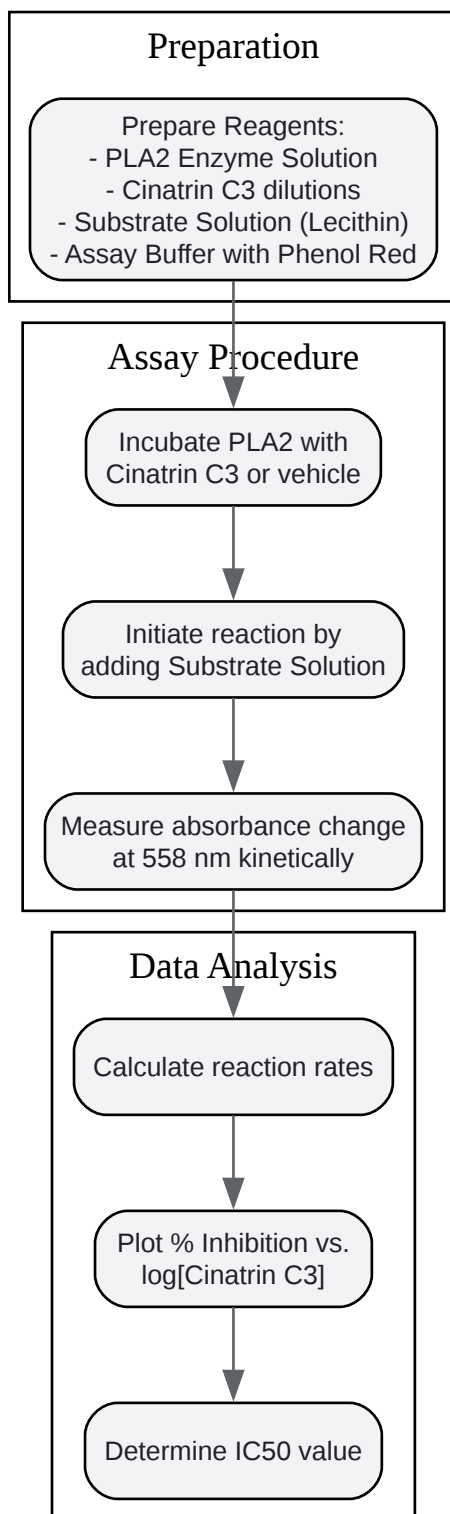 Preparation
Prepare Reagents:
- PLA2 Enzyme Solution
- Cinatrin C3 dilutions
- Substrate Solution (Lecithin)
- Assay Buffer with Phenol Red
Assay Procedure
Incubate PLA2 with
Cinatrin C3 or vehicle
Initiate reaction by
adding Substrate Solution
Measure absorbance change
at 558 nm kinetically
Data Analysis
Calculate reaction rates
Plot % Inhibition vs.
log[Cinatrin C3]
Determine IC50 value